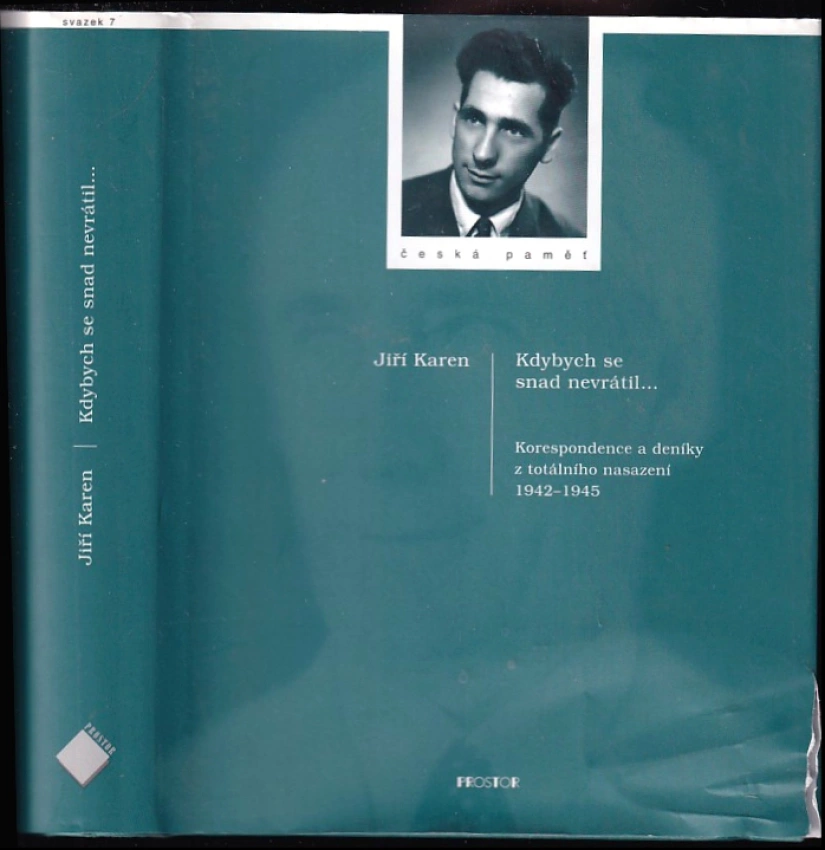 svazek 7
Jiří Karen | Kdybych se snad nevrátil...
PROSTOR
česká paměť
Jiří Karen
Kdybych se
snad nevrátil...
Korespondence a deníky
z totálního nasazení
1942–1945
PROSTOR